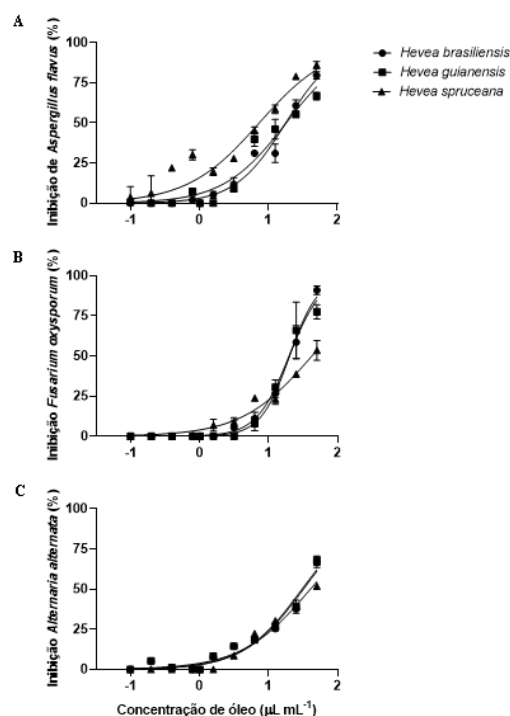 A
Inibição de Aspergillus flavus (%)
100
75
50
25
0
-1 0 1 2
Hevea brasiliensis
Hevea guianensis
Hevea spruceana
B
Inibição Fusarium oxysporum (%)
100
75
50
25
0
-1 0 1 2
C
Inibição Alternaria alternata (%)
100
75
50
25
0
-1 0 1 2
Concentração de óleo (µL mL⁻¹)